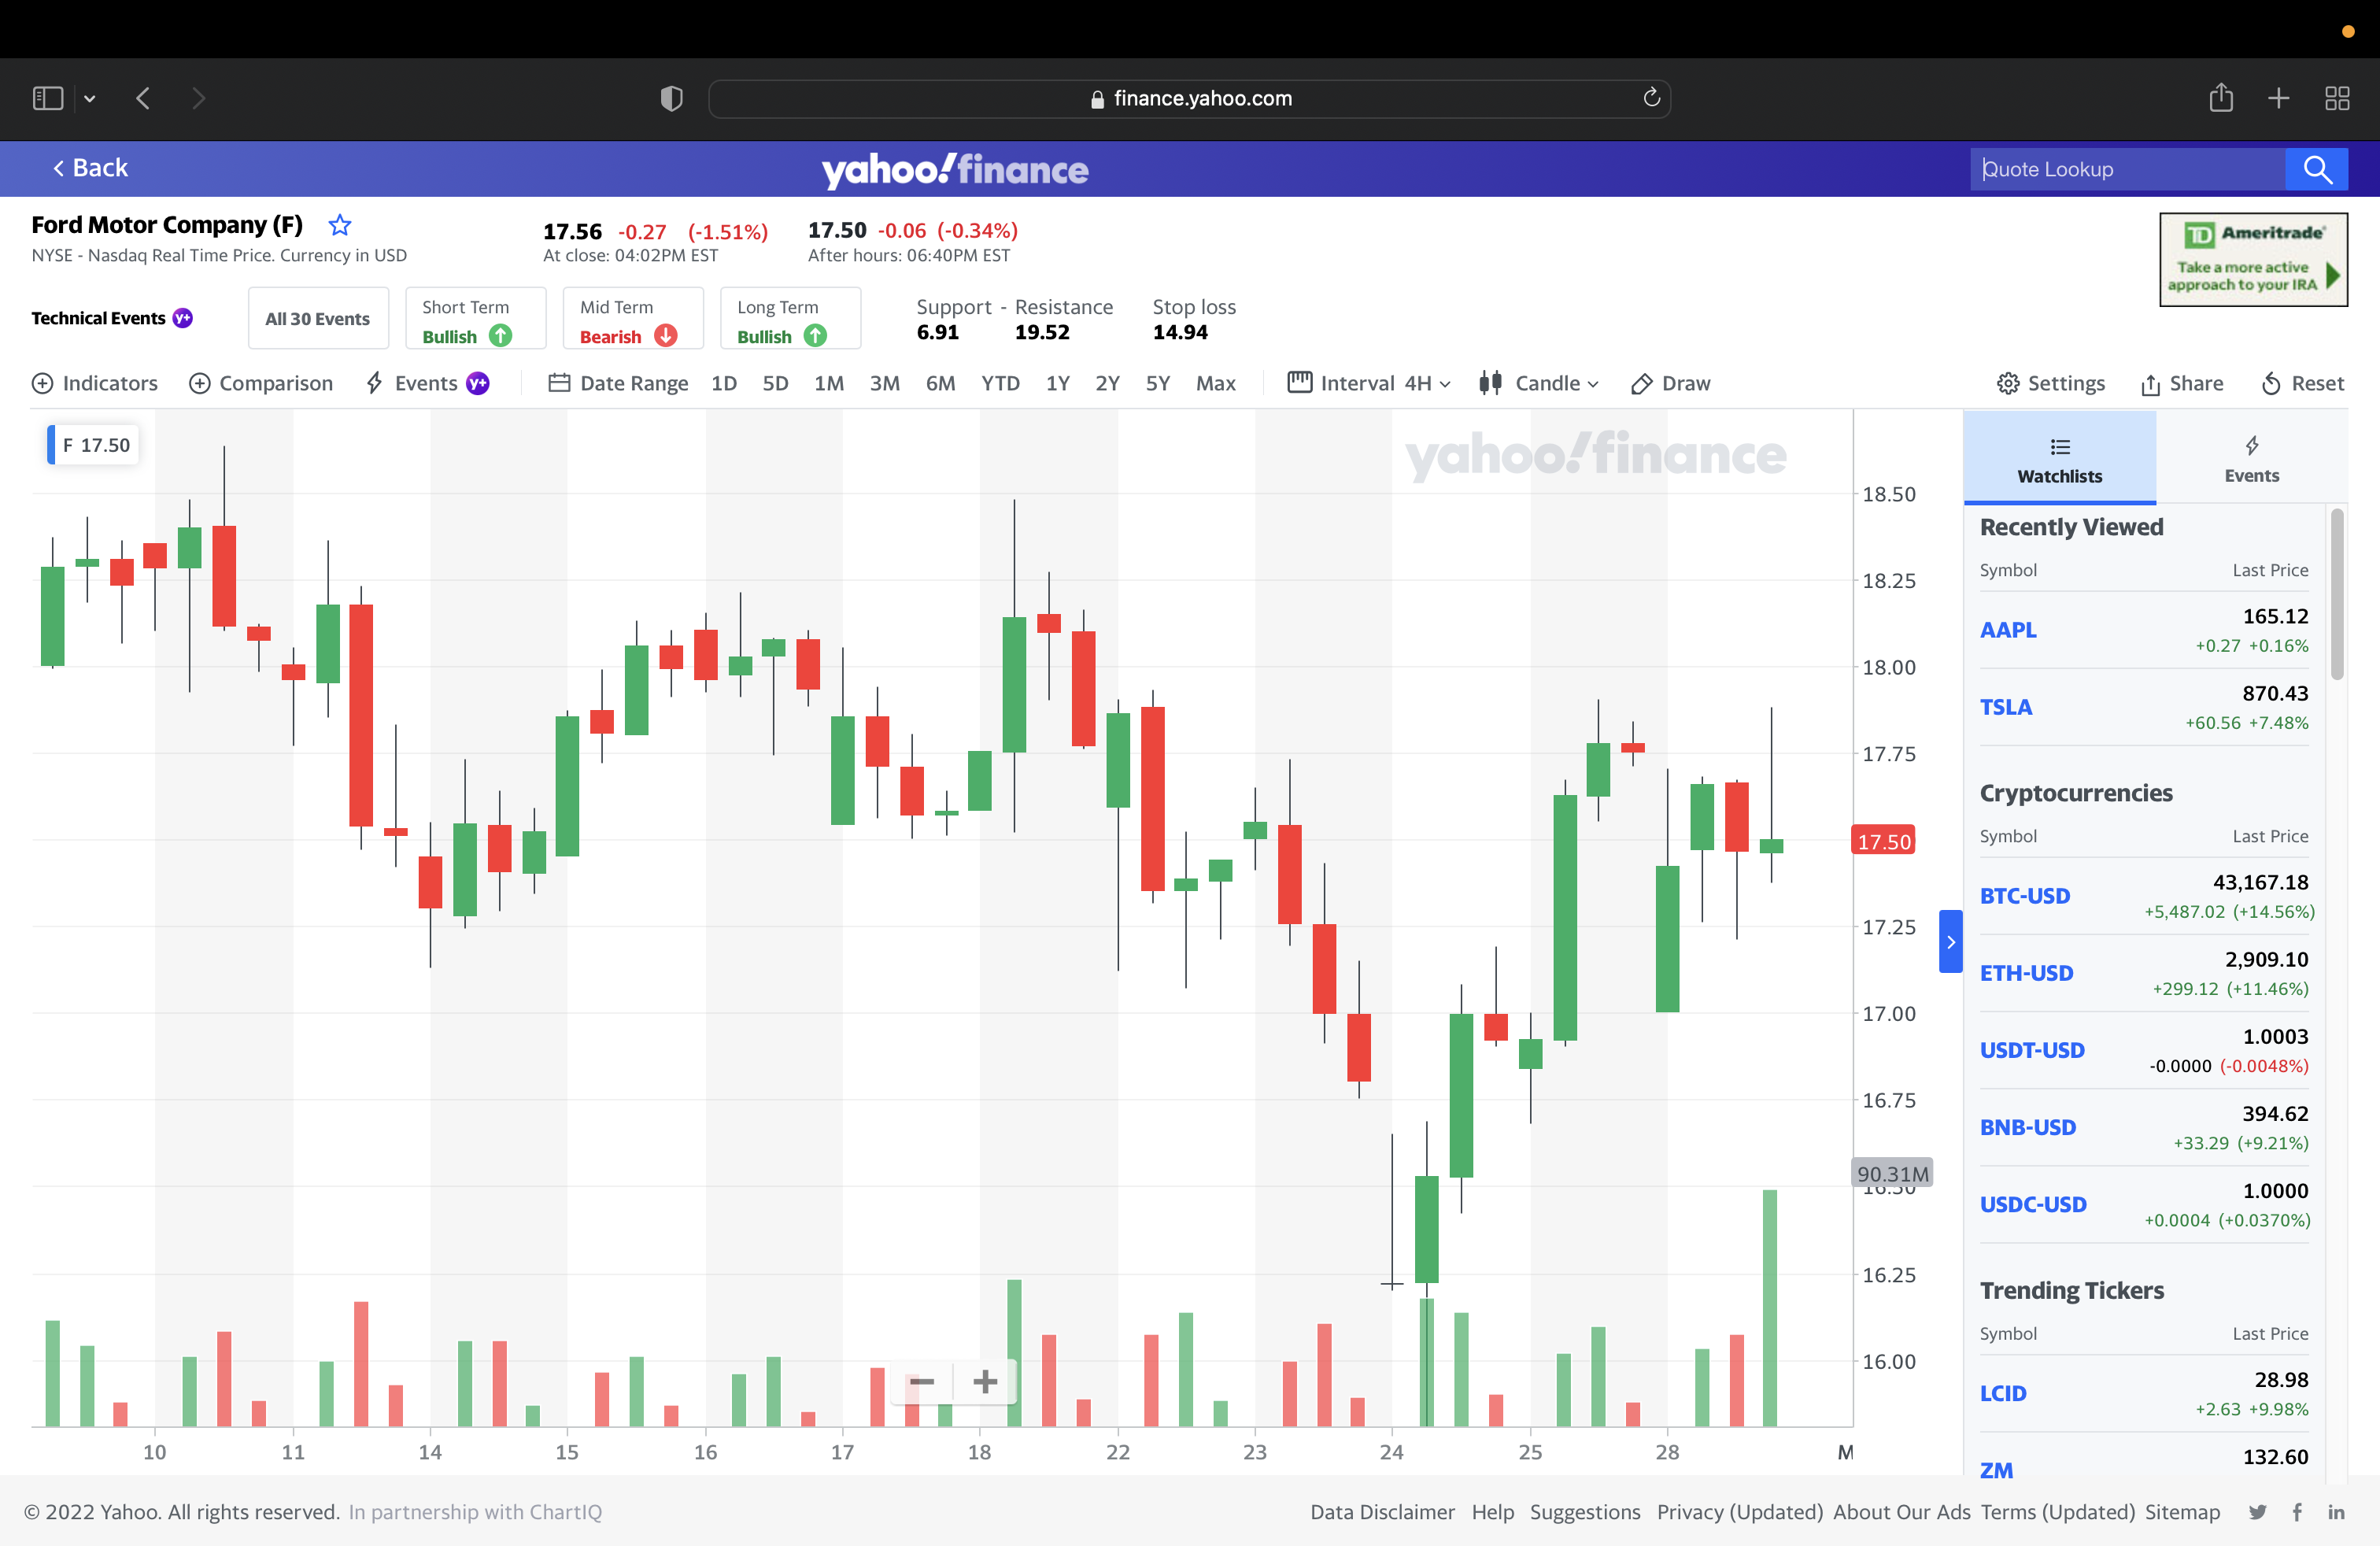 finance.yahoo.com
Back
yahoo!finance
Quote Lookup
Ford Motor Company (F)
NYSE - Nasdaq Real Time Price. Currency in USD
17.56 -0.27 (-1.51%)
At close: 04:02PM EST
17.50 -0.06 (-0.34%)
After hours: 06:40PM EST
TD Ameritrade
Take a more active
approach to your IRA
Technical Events Y+
All 30 Events
Short Term
Bullish
Mid Term
Bearish
Long Term
Bullish
Support - Resistance
6.91 19.52
Stop loss
14.94
Indicators Comparison Events Y+ Date Range 1D 5D 1M 3M 6M YTD 1Y 2Y 5Y Max Interval 4H Candle Draw Settings Share Reset
F 17.50
yahoo!finance
18.50
18.25
18.00
17.75
17.50
17.25
17.00
16.75
90.31M
16.50
16.25
16.00
10 11 14 15 16 17 18 22 23 24 25 28 M
Watchlists
Events
Recently Viewed
Symbol Last Price
AAPL 165.12
+0.27 +0.16%
TSLA 870.43
+60.56 +7.48%
Cryptocurrencies
Symbol Last Price
BTC-USD 43,167.18
+5,487.02 (+14.56%)
ETH-USD 2,909.10
+299.12 (+11.46%)
USDT-USD 1.0003
-0.0000 (-0.0048%)
BNB-USD 394.62
+33.29 (+9.21%)
USDC-USD 1.0000
+0.0004 (+0.0370%)
Trending Tickers
Symbol Last Price
LCID 28.98
+2.63 +9.98%
ZM 132.60
© 2022 Yahoo. All rights reserved. In partnership with ChartIQ
Data Disclaimer Help Suggestions Privacy (Updated) About Our Ads Terms (Updated) Sitemap